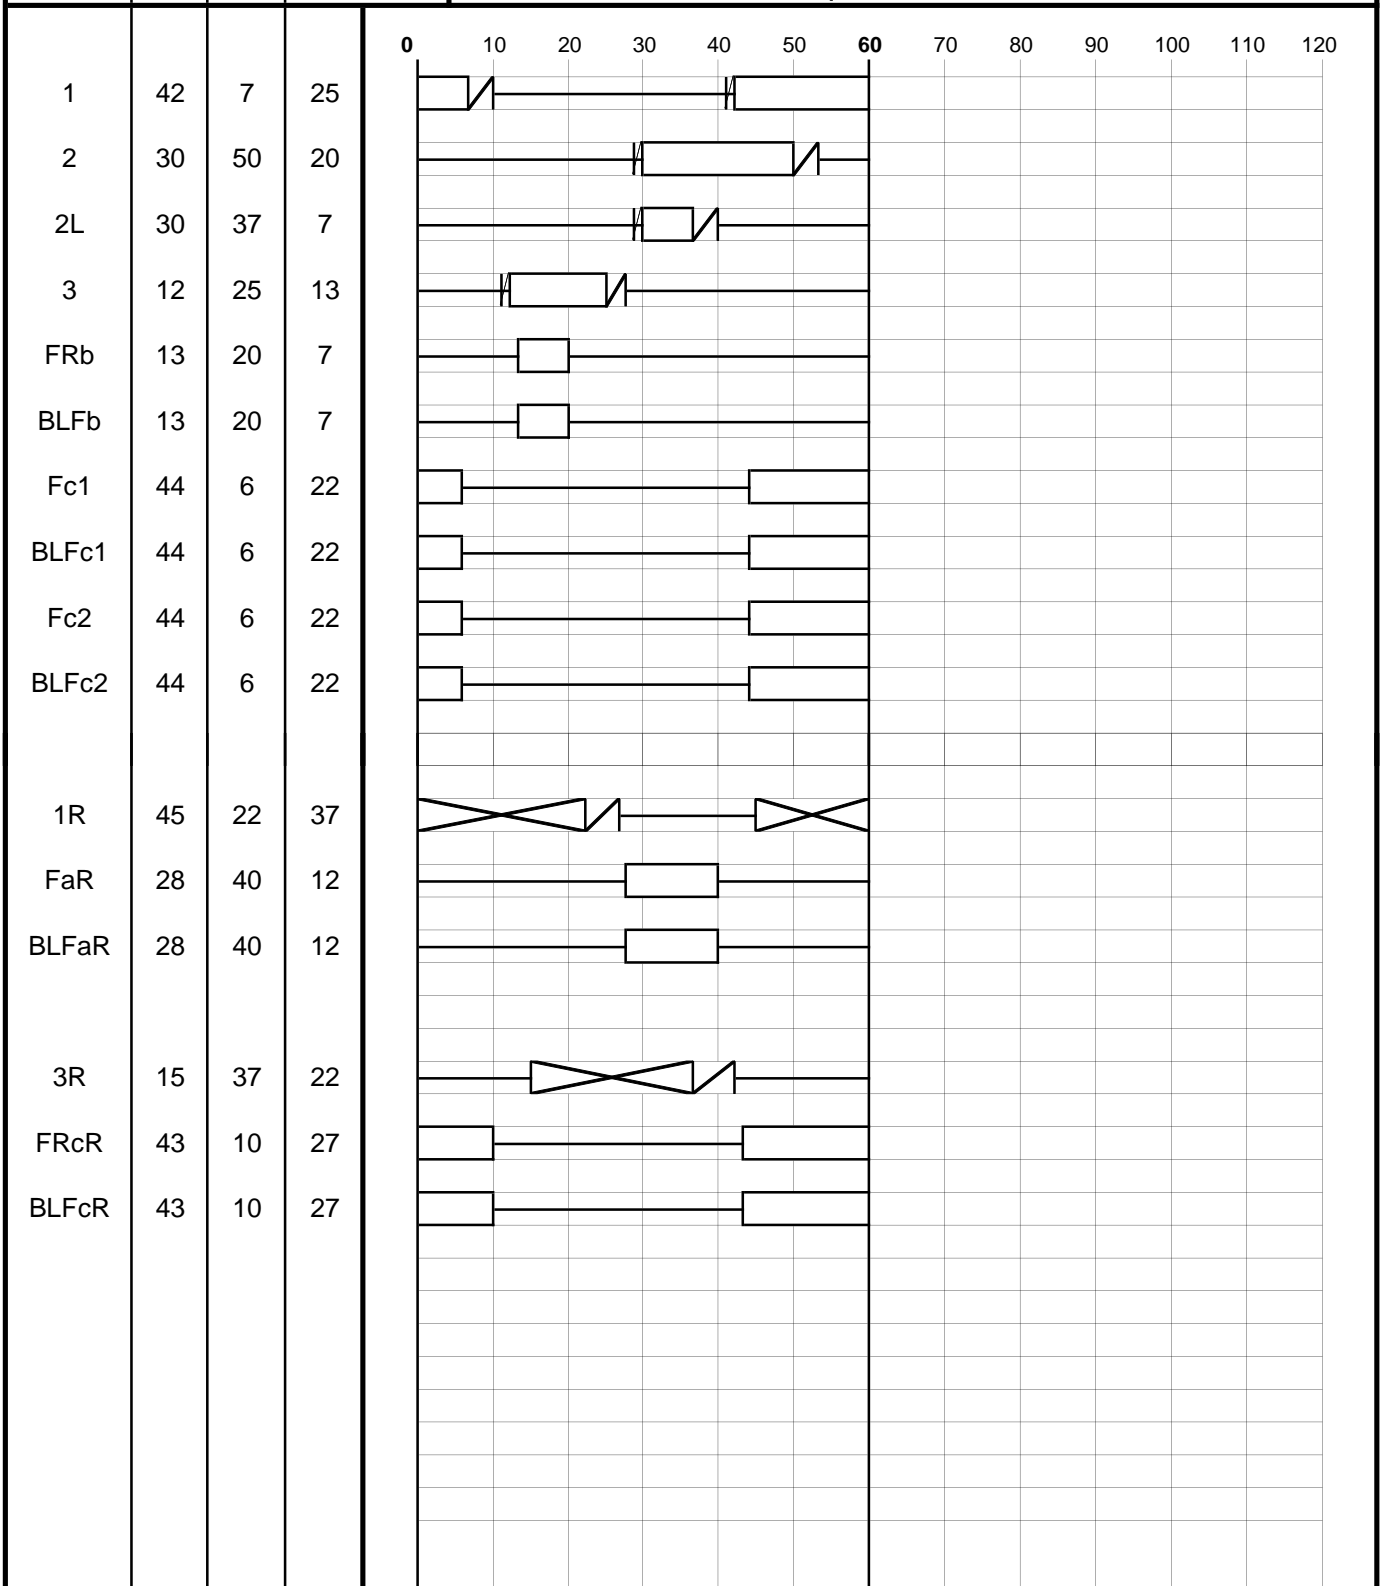 0 10 20 30 40 50 60 70 80 90 100 110 120
1 42 7 25
2 30 50 20
2L 30 37 7
3 12 25 13
FRb 13 20 7
BLFb 13 20 7
Fc1 44 6 22
BLFc1 44 6 22
Fc2 44 6 22
BLFc2 44 6 22
1R 45 22 37
FaR 28 40 12
BLFaR 28 40 12
3R 15 37 22
FRcR 43 10 27
BLFcR 43 10 27